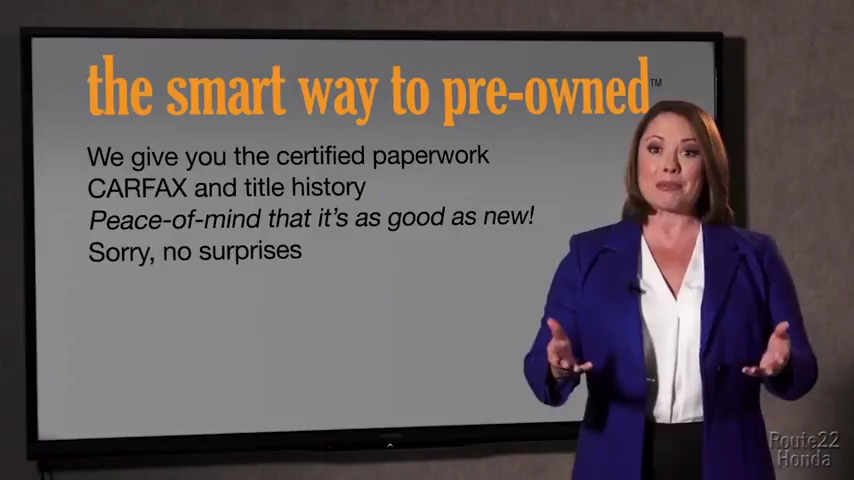 the smart way to pre-owned™
We give you the certified paperwork
CARFAX and title history
Peace-of-mind that it's as good as new!
Sorry, no surprises
Route22
Honda